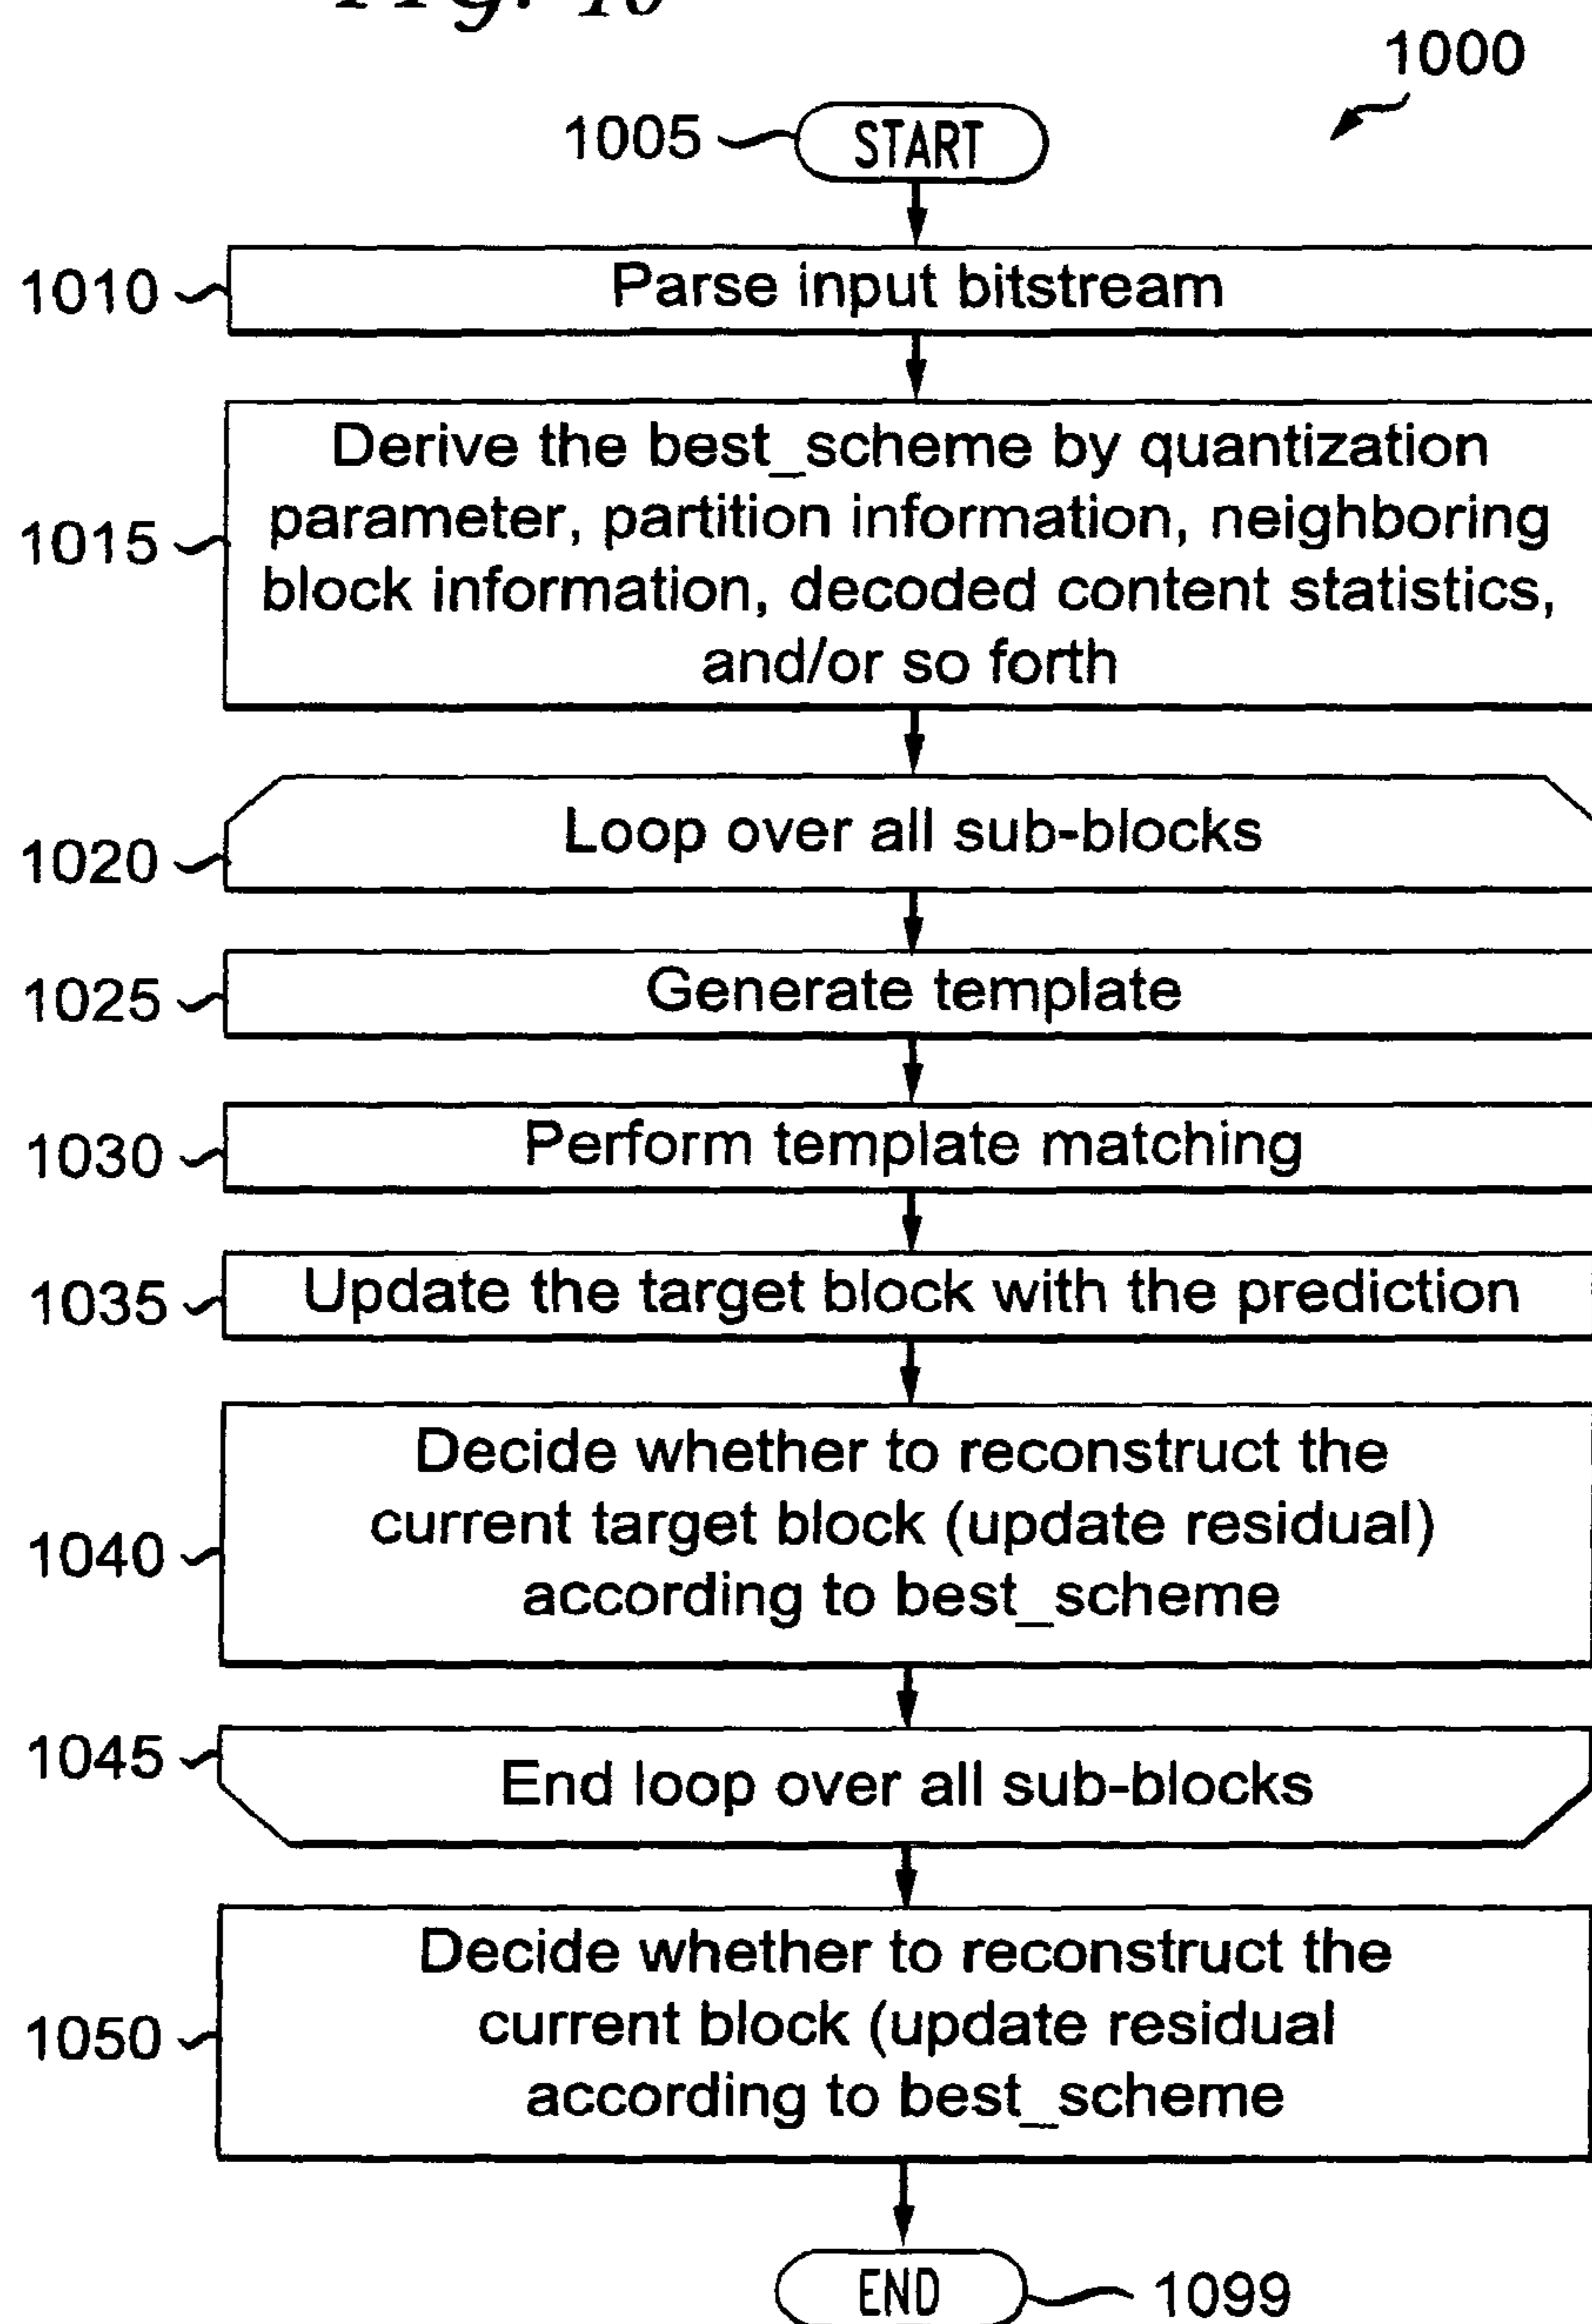 FIG. 10
1000
1005 START
1010 Parse input bitstream
Derive the best_scheme by quantization
parameter, partition information, neighboring
1015
block information, decoded content statistics,
and/or so forth
Loop over all sub-blocks
1020
1025 Generate template
1030 Perform template matching
1035 Update the target block with the prediction
Decide whether to reconstruct the
current target block (update residual)
1040
according to best_scheme
1045
End loop over all sub-blocks
Decide whether to reconstruct the
current block (update residual
1050
according to best_scheme
END 1099